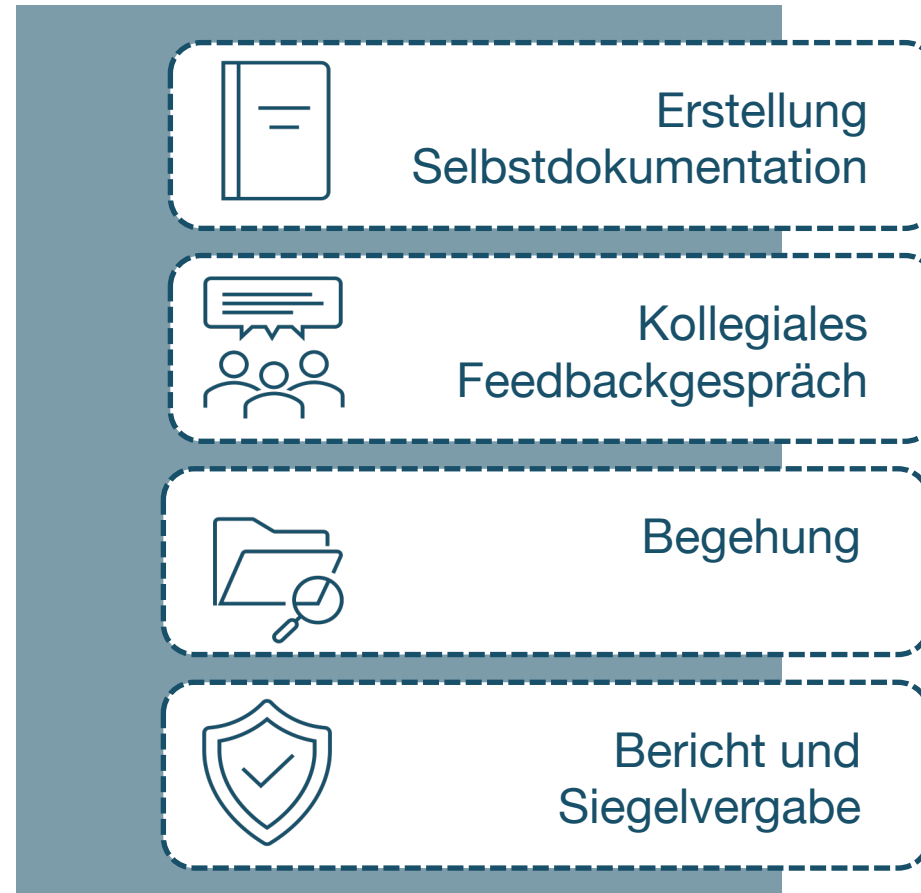 Erstellung
Selbstdokumentation
Kollegiales
Feedbackgespräch
Begehung
Bericht und
Siegelvergabe